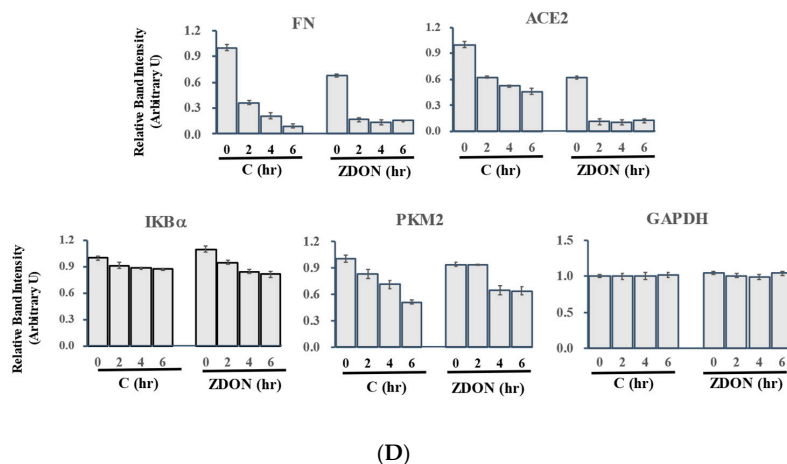 FN
ACE2
Relative Band Intensity
(Arbitrary U)
1.2
0.9
0.6
0.3
0.0
0 2 4 6
C (hr)
0 2 4 6
ZDON (hr)
1.2
0.9
0.6
0.3
0.0
0 2 4 6
C (hr)
0 2 4 6
ZDON (hr)
IKBα
PKM2
GAPDH
Relative Band Intensity
(Arbitrary U)
1.2
0.9
0.6
0.3
0.0
0 2 4 6
C (hr)
0 2 4 6
ZDON (hr)
1.2
0.9
0.6
0.3
0.0
0 2 4 6
C (hr)
0 2 4 6
ZDON (hr)
1.5
1.0
0.5
0.0
0 2 4 6
C (hr)
0 2 4 6
ZDON (hr)
(D)